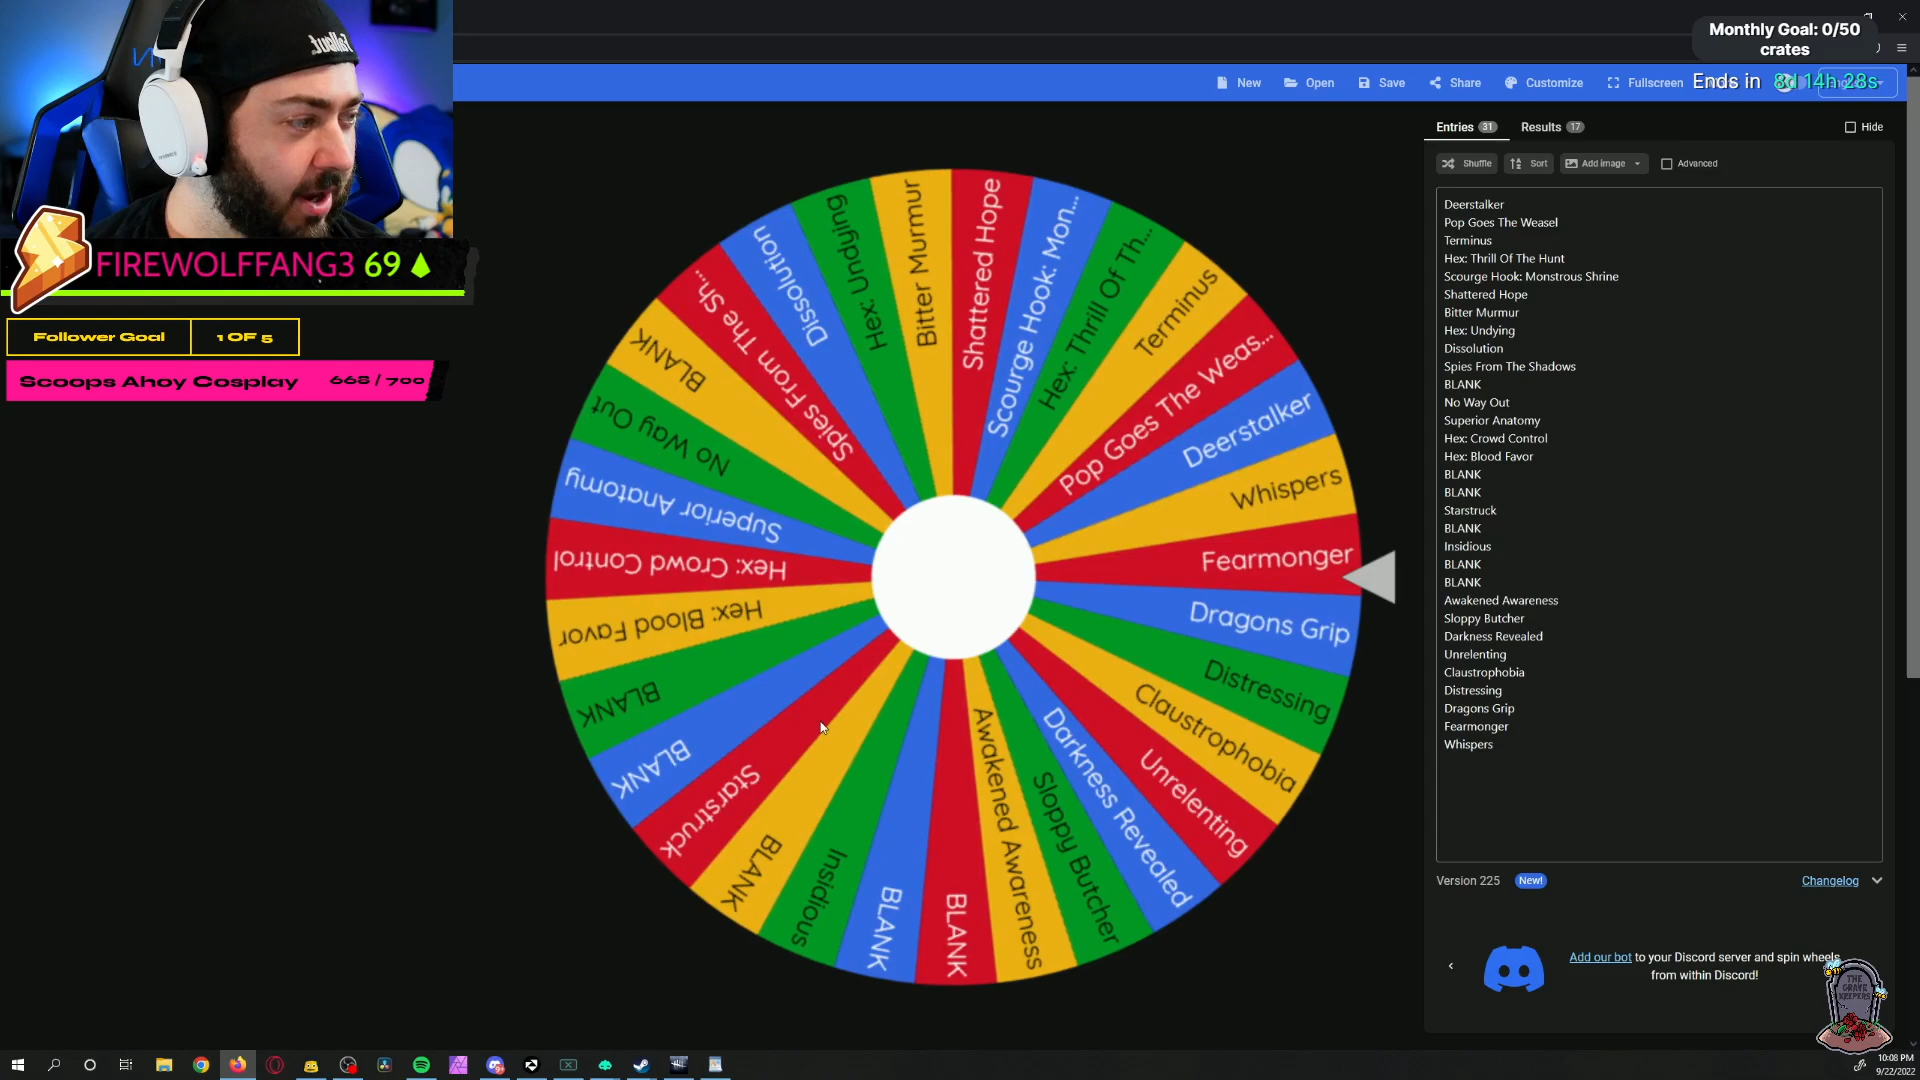 Fallout
Monthly Goal: 0/50
crates
Ends in 8d 14h 28s
New
Open
Save
Share
Customize
Fullscreen
Entries 31
Results 17
Hide
Shuffle
Sort
Add image
Advanced
FIREWOLFFANG3 69
Follower Goal
1 OF 5
Scoops Ahoy Cosplay 668 / 700
Shattered Hope
Scourge Hook: Mon...
Hex: Thrill Of Th...
Terminus
Pop Goes The Weas...
Deerstalker
Whispers
Fearmonger
Dragons Grip
Distressing
Claustrophobia
Unrelenting
Darkness Revealed
Sloppy Butcher
Awakened Awareness
BLANK
BLANK
Insidious
BLANK
Starstruck
BLANK
BLANK
Hex: Blood Favor
Hex: Crowd Control
Superior Anatomy
No Way Out
BLANK
Spies From The Sh...
Dissolution
Hex: Undying
Bitter Murmur
Deerstalker
Pop Goes The Weasel
Terminus
Hex: Thrill Of The Hunt
Scourge Hook: Monstrous Shrine
Shattered Hope
Bitter Murmur
Hex: Undying
Dissolution
Spies From The Shadows
BLANK
No Way Out
Superior Anatomy
Hex: Crowd Control
Hex: Blood Favor
BLANK
BLANK
Starstruck
BLANK
Insidious
BLANK
BLANK
Awakened Awareness
Sloppy Butcher
Darkness Revealed
Unrelenting
Claustrophobia
Distressing
Dragons Grip
Fearmonger
Whispers
Version 225
New!
Changelog
Add our bot to your Discord server and spin wheels
from within Discord!
THE
GRAVE
KEEPERS
10:08 PM
9/22/2022